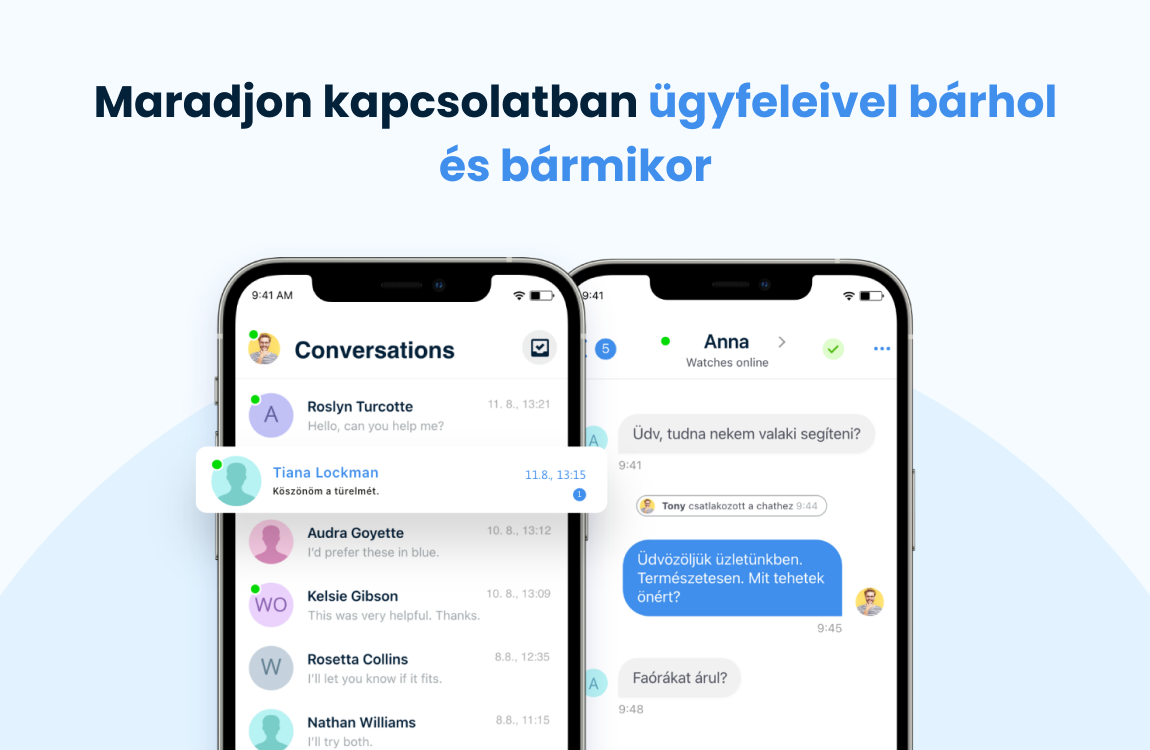 Maradjon kapcsolatban ügyfeleivel bárhol
és bármikor
9:41 AM
Conversations
A
Roslyn Turcotte
11. 8., 13:21
Hello, can you help me?
Tiana Lockman
11.8., 13:15
Köszönöm a türelmét.
1
Audra Goyette
10. 8., 13:12
I'd prefer these in blue.
WO
Kelsie Gibson
10. 8., 13:09
This was very helpful. Thanks.
W
Rosetta Collins
8.8., 12:35
I'll let you know if it fits.
Nathan Williams
8.8., 11:15
I'll try both.
9:41
5
Anna
Watches online
A
Üdv, tudna nekem valaki segíteni?
9:41
Tony csatlakozott a chathez 9:44
Üdvözöljük üzletünkben.
Természetesen. Mit tehetek
önért?
9:45
A
Faórákat árul?
9:48